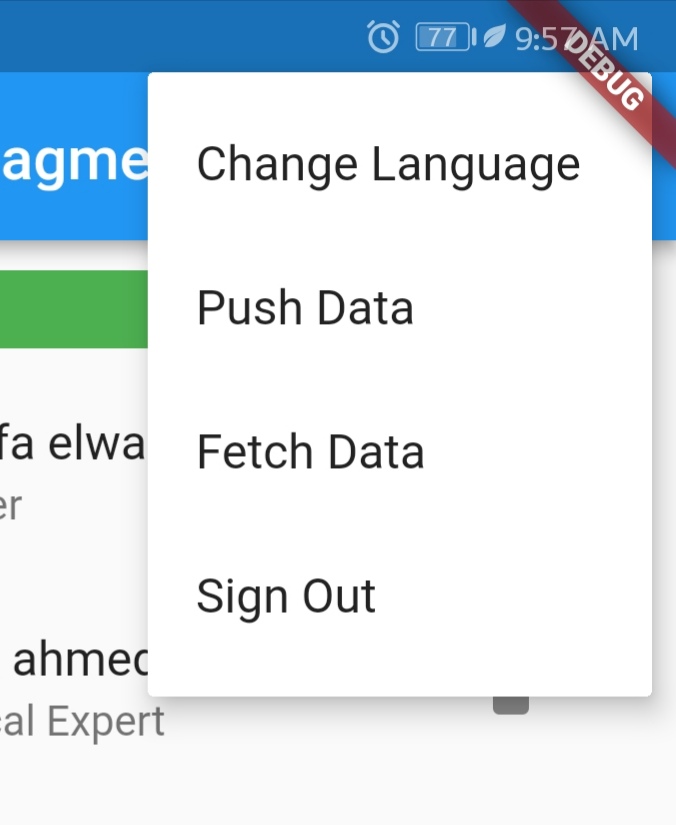 77 9:57 AM
DEBUG
agme
Change Language
Push Data
Fetch Data
fa elwa
er
Sign Out
ahmed
cal Expert